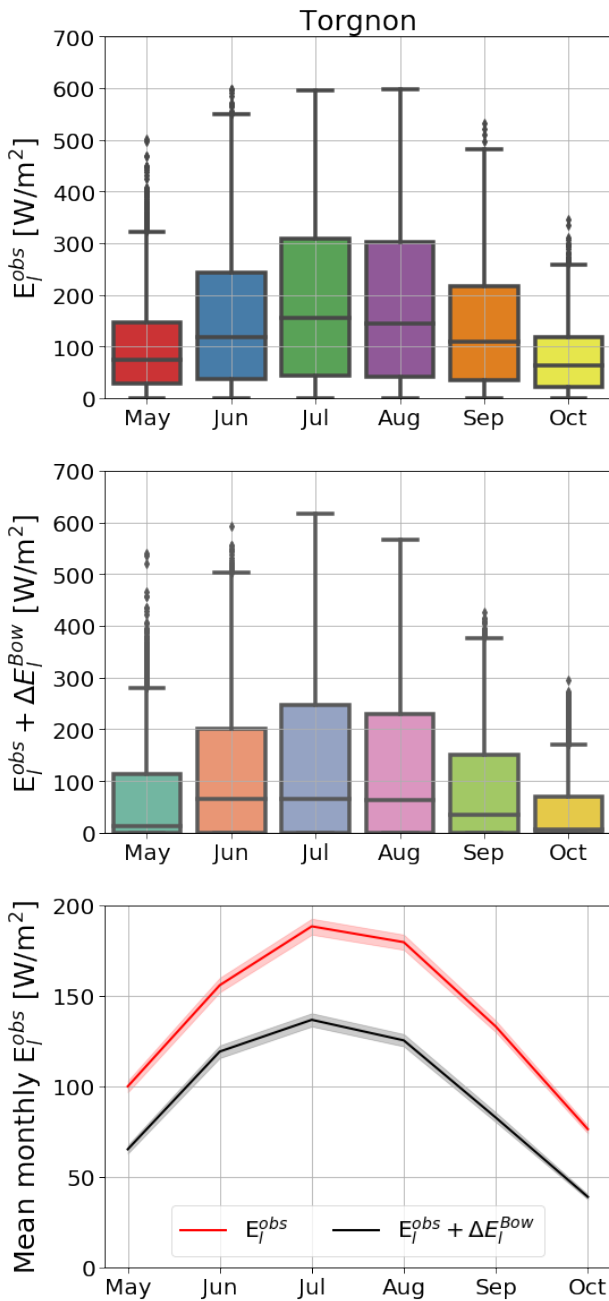 Torgnon
E_l^obs [W/m²]
700
600
500
400
300
200
100
0
May Jun Jul Aug Sep Oct
E_l^obs + ΔE_l^Bow [W/m²]
700
600
500
400
300
200
100
0
May Jun Jul Aug Sep Oct
Mean monthly E_l^obs [W/m²]
200
150
100
50
0
E_l^obs E_l^obs + ΔE_l^Bow
May Jun Jul Aug Sep Oct